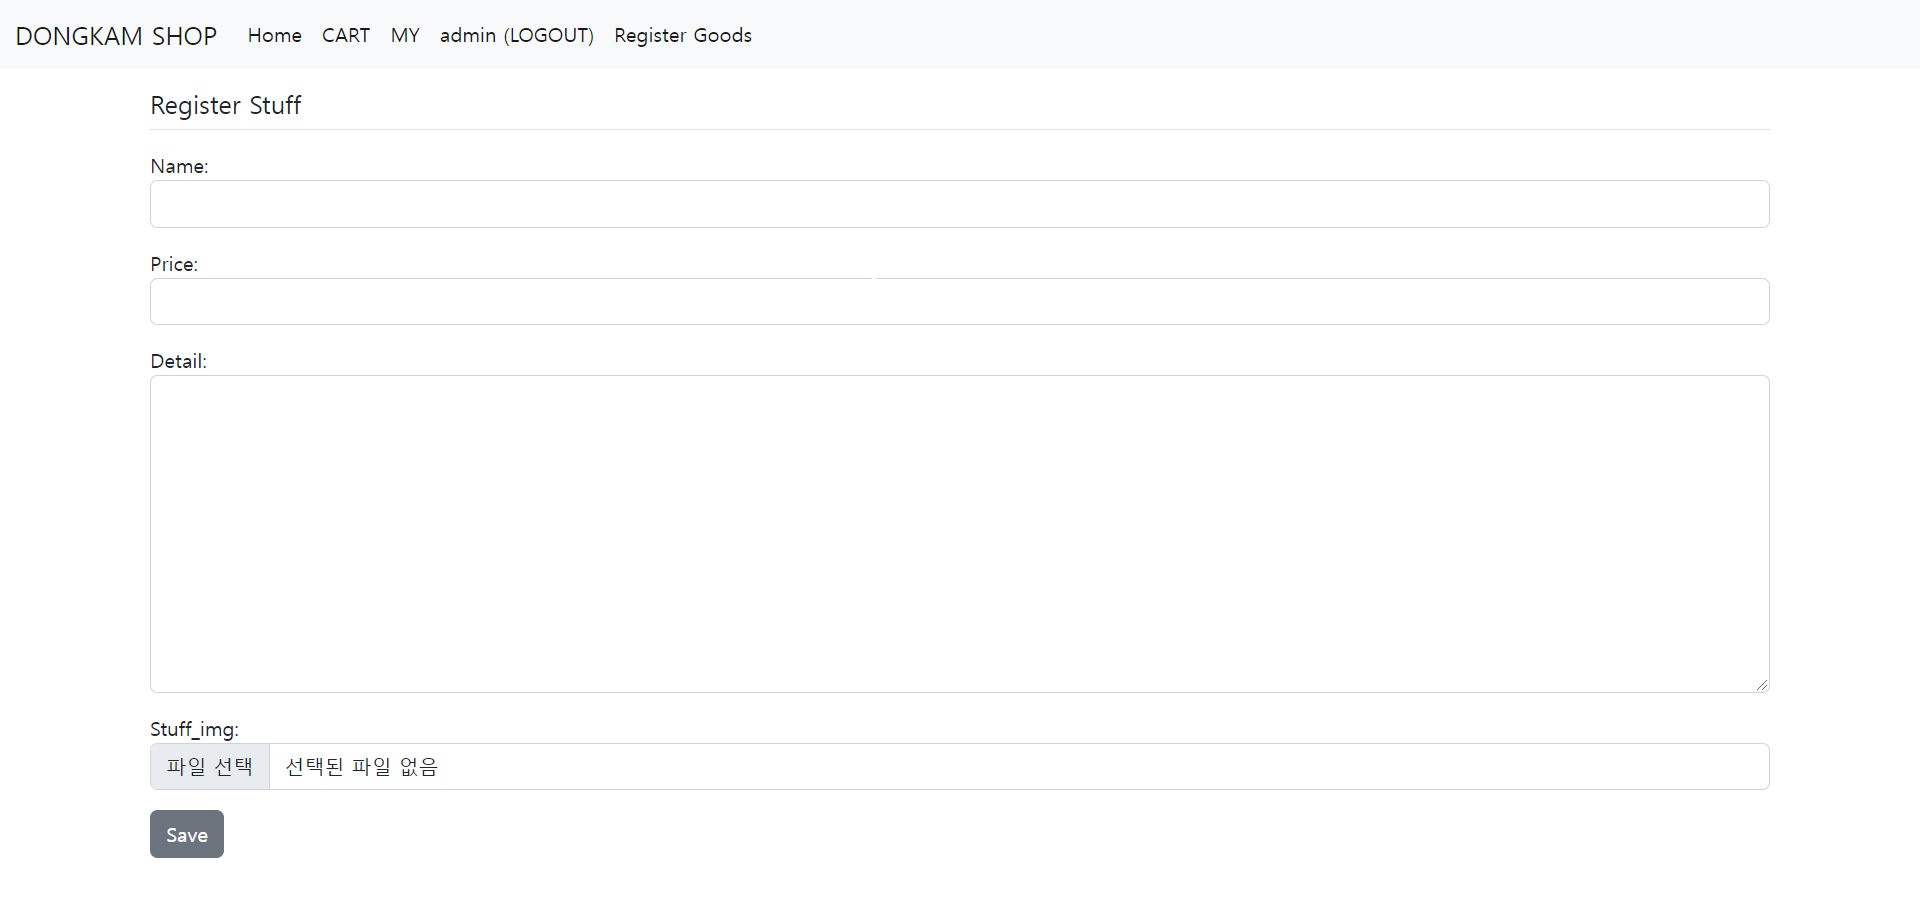 DONGKAM SHOP Home CART MY admin (LOGOUT) Register Goods
Register Stuff
Name:
Price:
Detail:
Stuff_img:
파일 선택 선택된 파일 없음
Save